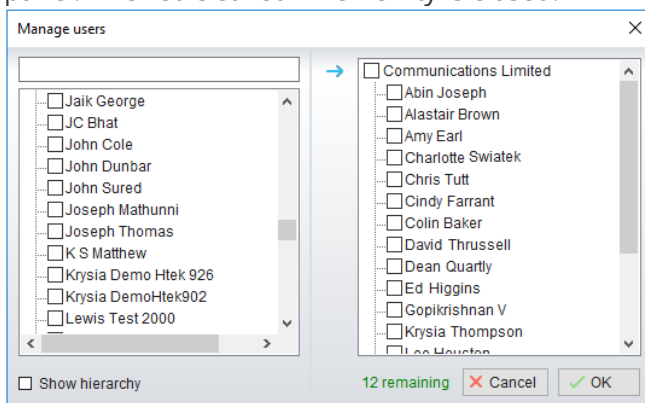 Manage users
Jaik George
JC Bhat
John Cole
John Dunbar
John Sured
Joseph Mathunni
Joseph Thomas
K S Matthew
Krysia Demo Htek 926
Krysia DemoHtek902
Lewis Test 2000
Show hierarchy
Communications Limited
Abin Joseph
Alastair Brown
Amy Earl
Charlotte Swiatek
Chris Tutt
Cindy Farrant
Colin Baker
David Thrussell
Dean Quartly
Ed Higgins
Gopikrishnan V
Krysia Thompson
12 remaining
Cancel
OK